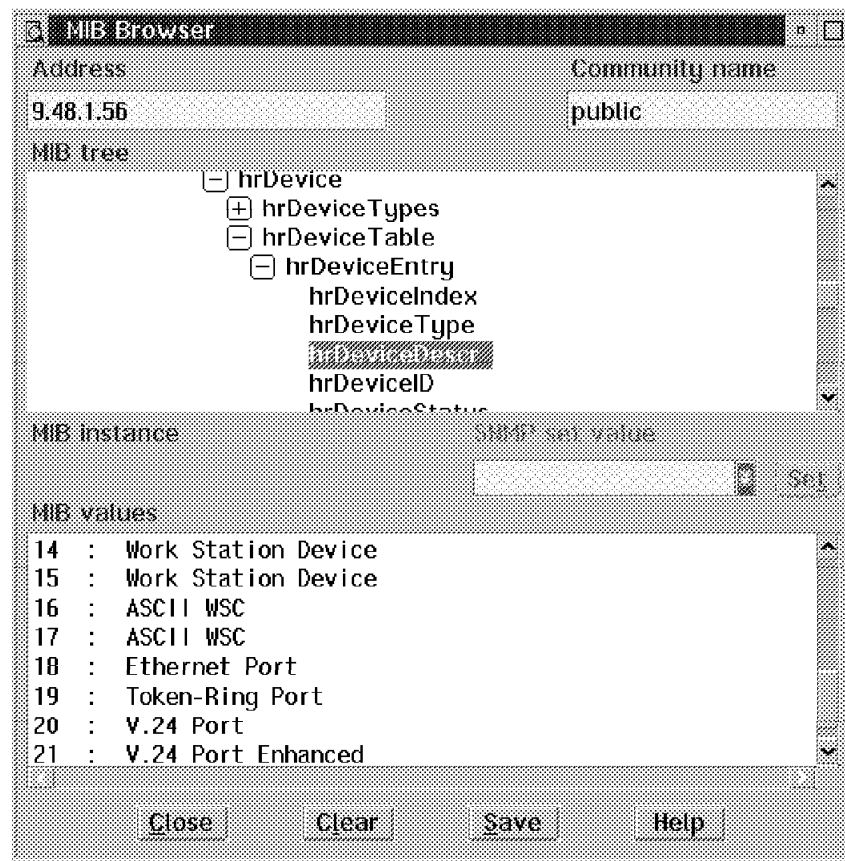 MIB Browser
Address Community name
9.48.1.56 public
MIB tree
hrDevice
hrDeviceTypes
hrDeviceTable
hrDeviceEntry
hrDeviceIndex
hrDeviceType
hrDeviceDescr
hrDeviceID
hrDeviceStatus
MIB instance SNMP set value
Set
MIB values
14 : Work Station Device
15 : Work Station Device
16 : ASCII WSC
17 : ASCII WSC
18 : Ethernet Port
19 : Token-Ring Port
20 : V.24 Port
21 : V.24 Port Enhanced
Close Clear Save Help